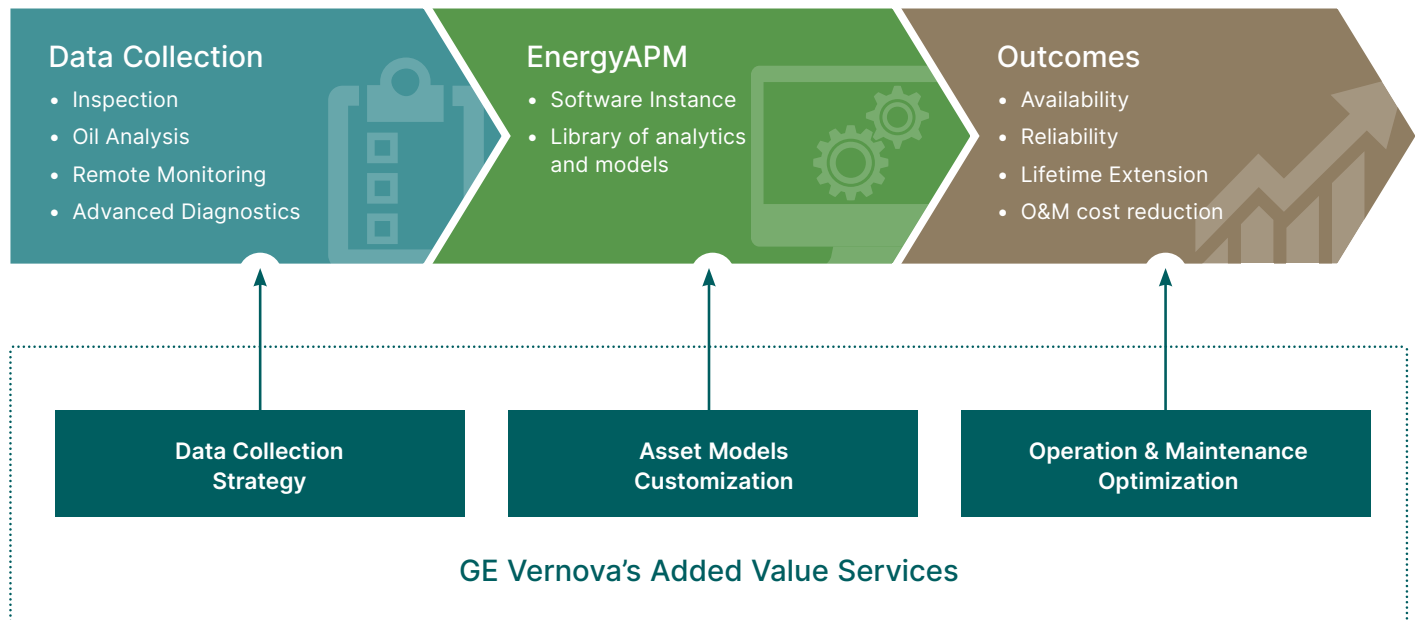 Data Collection
• Inspection
• Oil Analysis
• Remote Monitoring
• Advanced Diagnostics
EnergyAPM
• Software Instance
• Library of analytics
and models
Outcomes
• Availability
• Reliability
• Lifetime Extension
• O&M cost reduction
Data Collection
Strategy
Asset Models
Customization
Operation & Maintenance
Optimization
GE Vernova’s Added Value Services